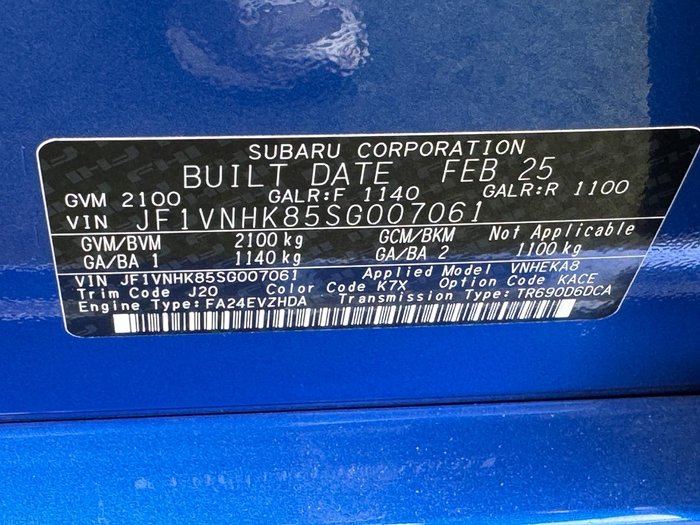 SUBARU CORPORATION
BUILT DATE FEB 25
GVM 2100 GALR:F 1140 GALR:R 1100
VIN JF1VNHK85SG007061
GVM/BVM 2100 kg GCM/BKM Not Applicable
GA/BA 1 1140 kg GA/BA 2 1100 kg
VIN JF1VNHK85SG007061 Applied Model VNHEKA8
Trim Code J20 Color Code K7X Option Code KACE
Engine Type:FA24EVZHDA Transmission Type:TR690D6DCA